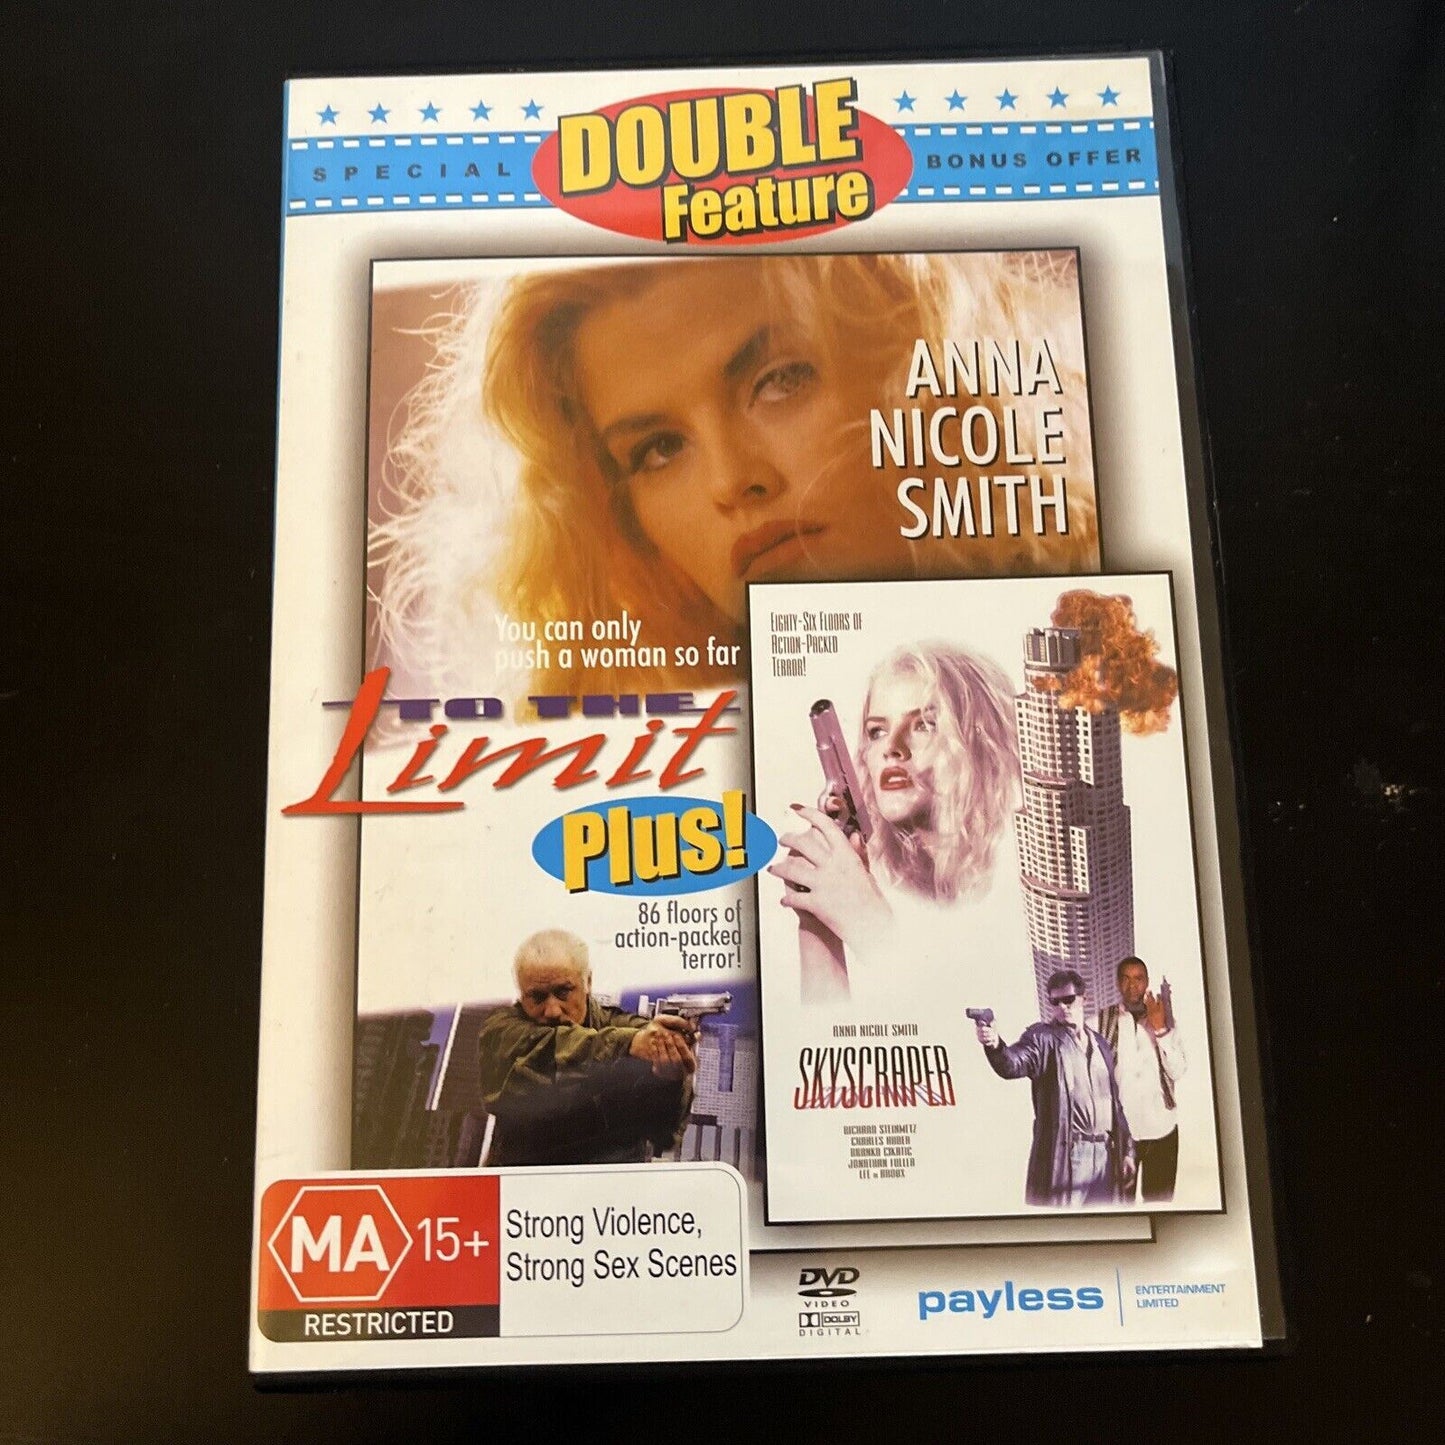 SPECIAL
DOUBLE
Feature
BONUS OFFER
ANNA
NICOLE
SMITH
You can only
push a woman so far
TO THE
Limit
Plus!
86 floors of
action-packed
terror!
EIGHTY-SIX FLOORS OF
ACTION-PACKED
TERROR!
ANNA NICOLE SMITH
SKYSCRAPER
RICHARD STEINMETZ
CHARLES HUBER
BRANKO CIKATIC
JONATHAN FULLER
LEE DE BROUX
MA 15+
RESTRICTED
Strong Violence,
Strong Sex Scenes
DVD
VIDEO
DOLBY
DIGITAL
payless
ENTERTAINMENT
LIMITED